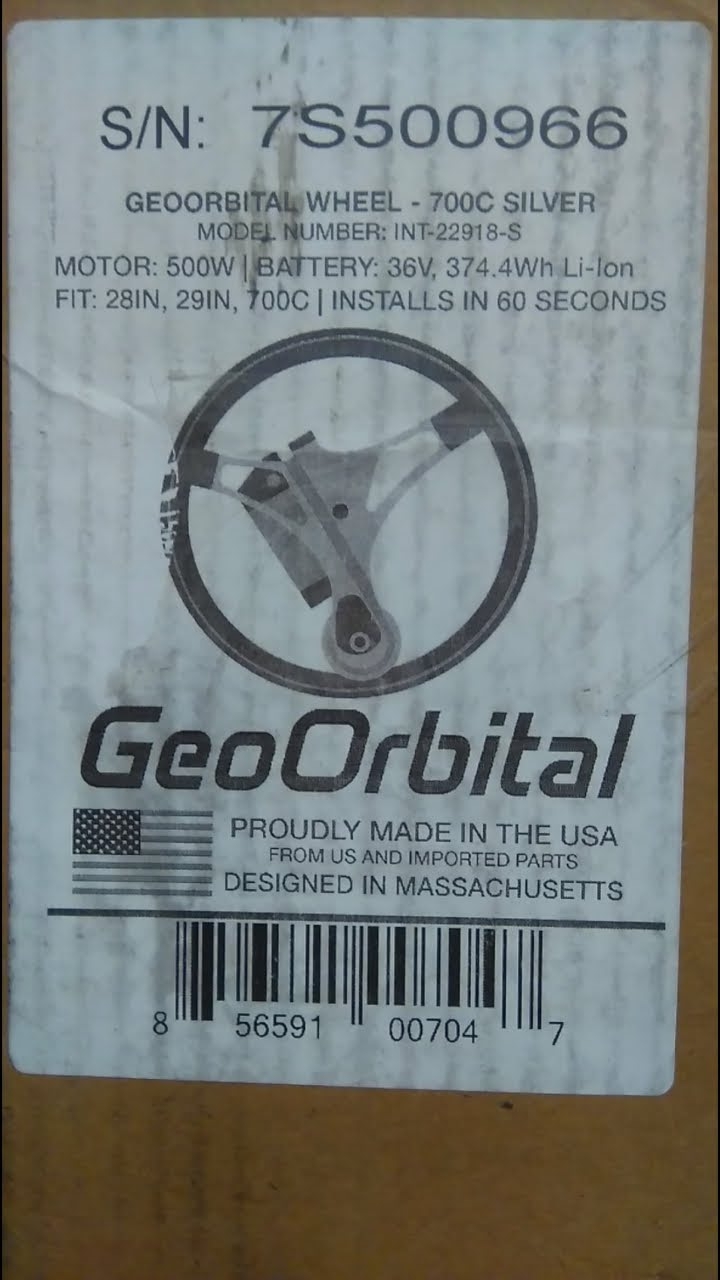 S/N: 7S500966
GEOORBITAL WHEEL - 700C SILVER
MODEL NUMBER: INT-22918-S
MOTOR: 500W | BATTERY: 36V, 374.4Wh Li-Ion
FIT: 28IN, 29IN, 700C | INSTALLS IN 60 SECONDS
GeoOrbital
PROUDLY MADE IN THE USA
FROM US AND IMPORTED PARTS
DESIGNED IN MASSACHUSETTS
8 56591 00704 7